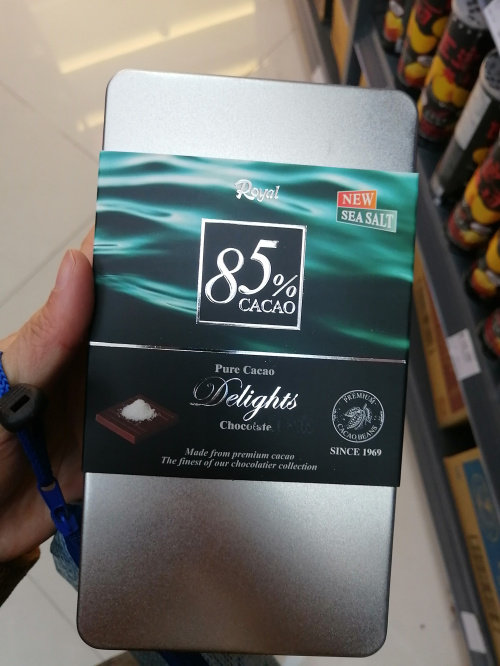 Royal
NEW
SEA SALT
85%
CACAO
Pure Cacao
Delights
Chocolate
PREMIUM
CACAO BEANS
SINCE 1969
Made from premium cacao
The finest of our chocolatier collection